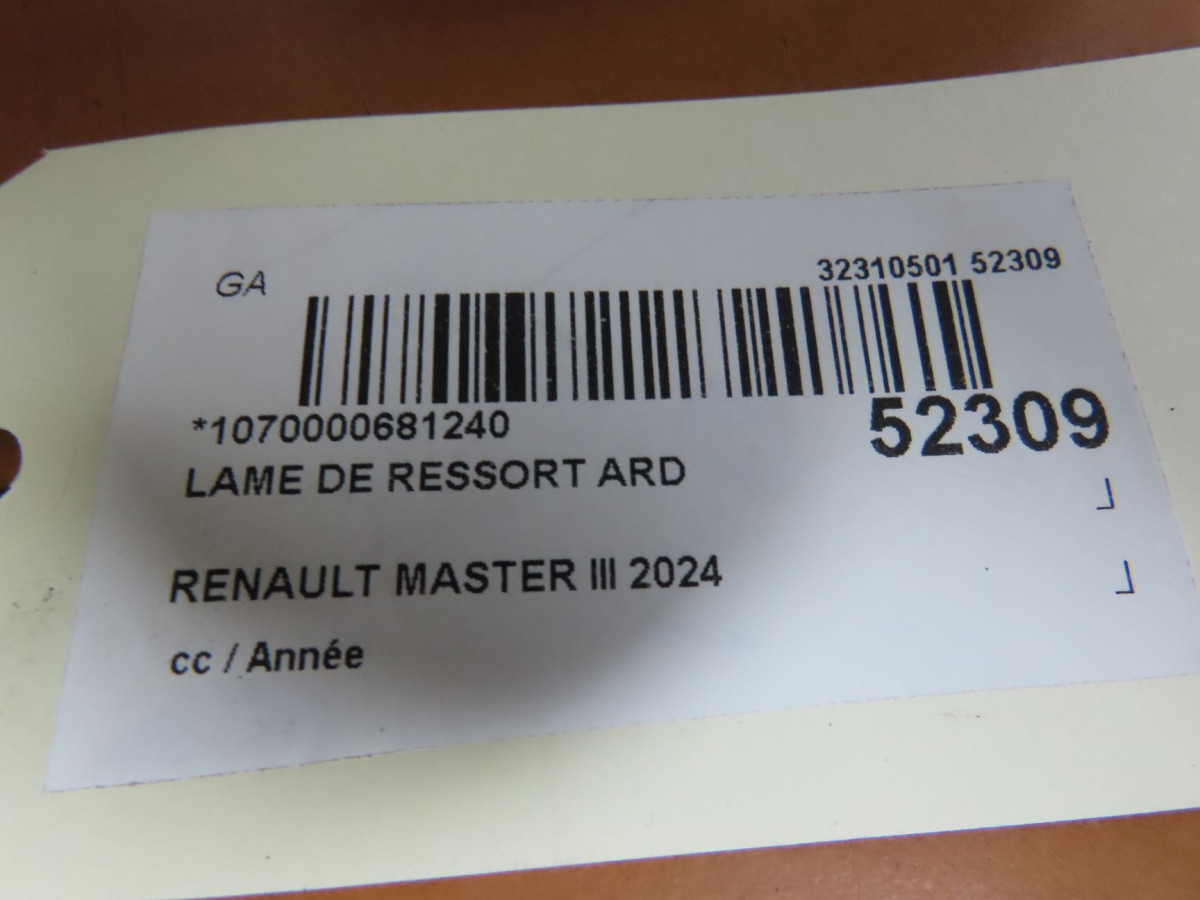 GA
32310501 52309
*1070000681240
52309
LAME DE RESSORT ARD
RENAULT MASTER III 2024
cc / Année